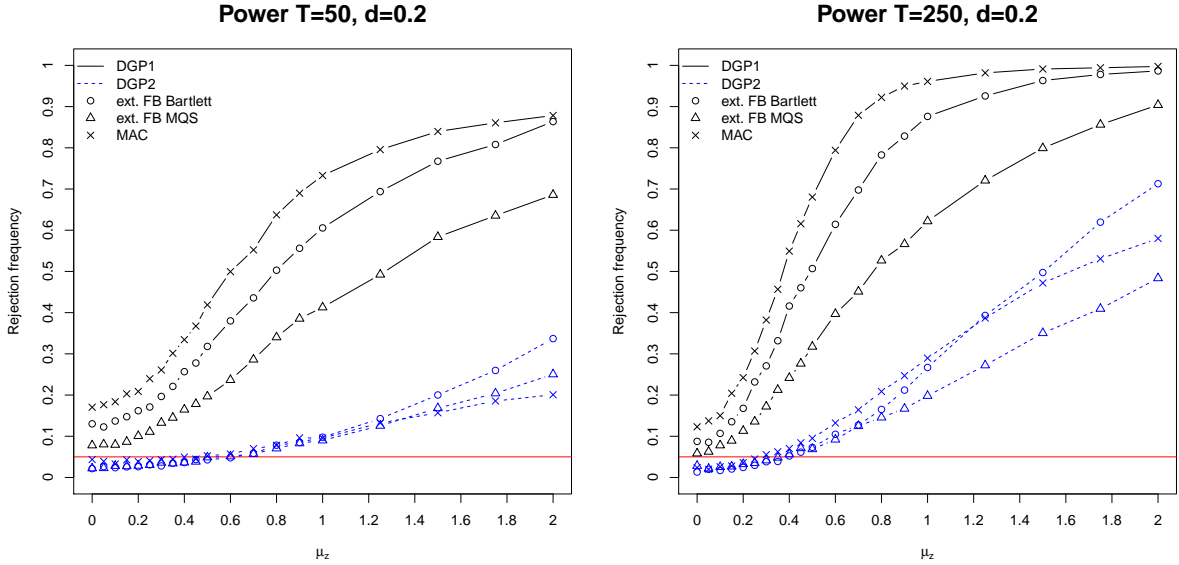 Power T=50, d=0.2
DGP1
DGP2
ext. FB Bartlett
ext. FB MQS
MAC
Rejection frequency
1
0.9
0.8
0.7
0.6
0.5
0.4
0.3
0.2
0.1
0
0 0.2 0.4 0.6 0.8 1 1.2 1.4 1.6 1.8 2
μz
Power T=250, d=0.2
DGP1
DGP2
ext. FB Bartlett
ext. FB MQS
MAC
Rejection frequency
1
0.9
0.8
0.7
0.6
0.5
0.4
0.3
0.2
0.1
0
0 0.2 0.4 0.6 0.8 1 1.2 1.4 1.6 1.8 2
μz